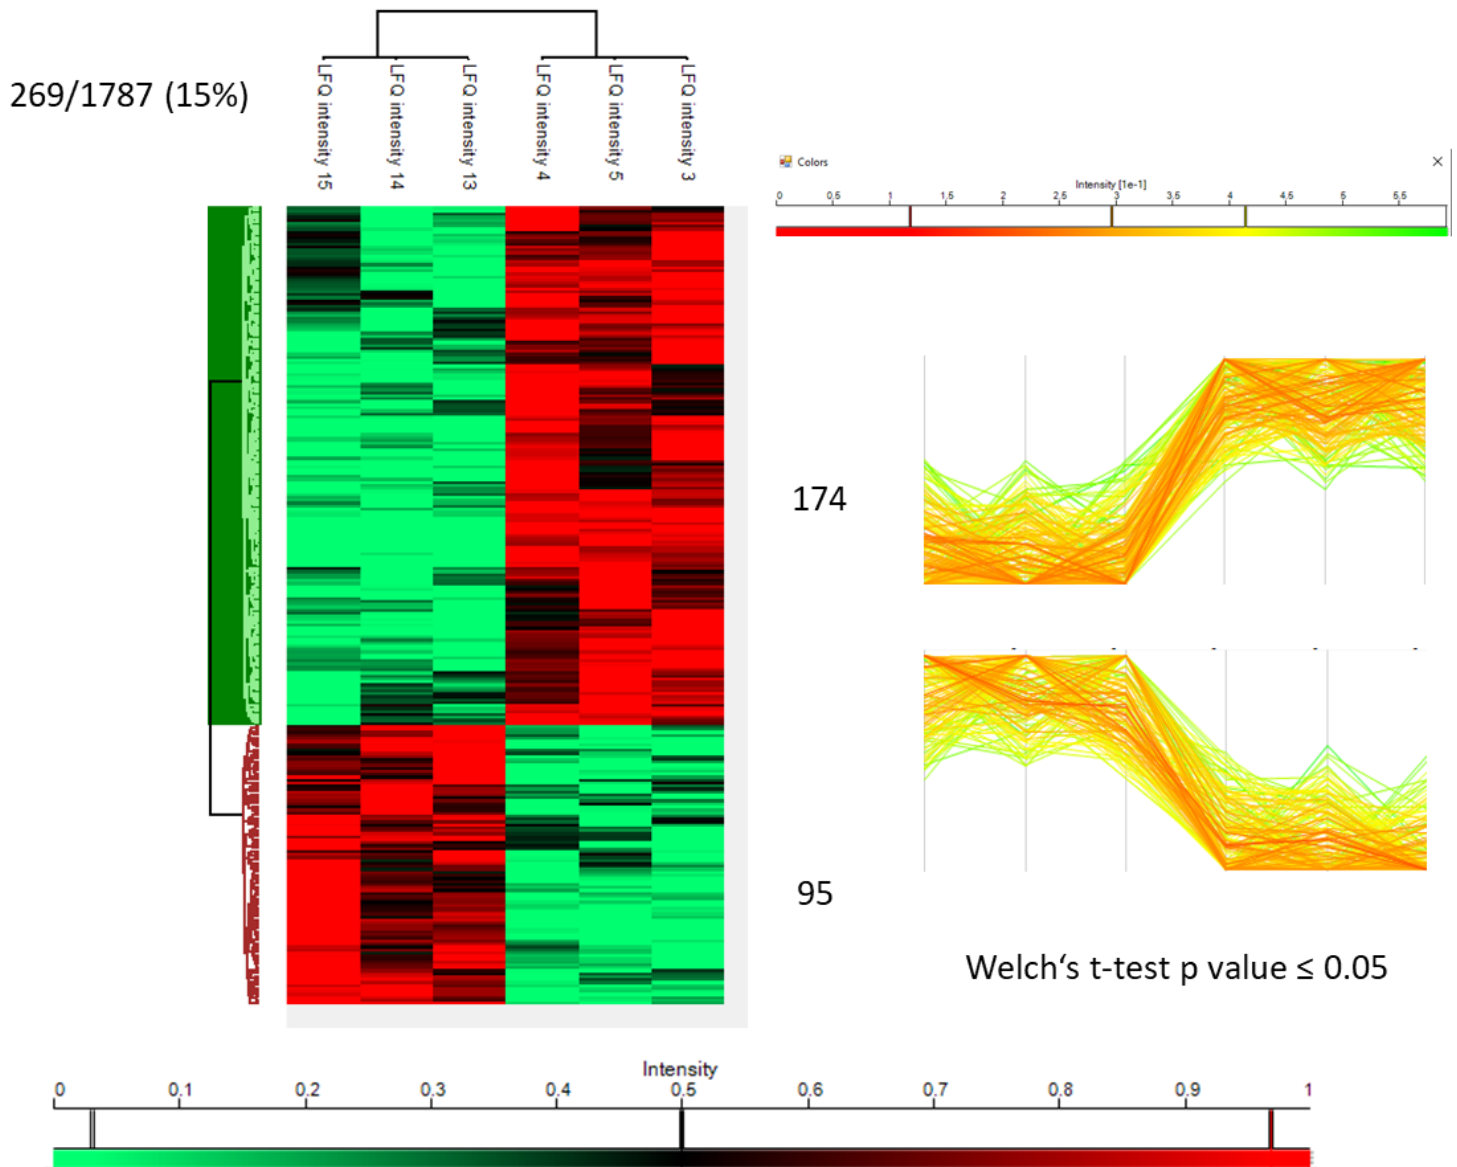 269/1787 (15%)
LFQ intensity 15
LFQ intensity 14
LFQ intensity 13
LFQ intensity 4
LFQ intensity 5
LFQ intensity 3
Colors
Intensity [1e-1]
0 0,5 1 1,5 2 2,5 3 3,5 4 4,5 5 5,5
174
95
Welch‘s t-test p value ≤ 0.05
Intensity
0 0.1 0.2 0.3 0.4 0.5 0.6 0.7 0.8 0.9 1